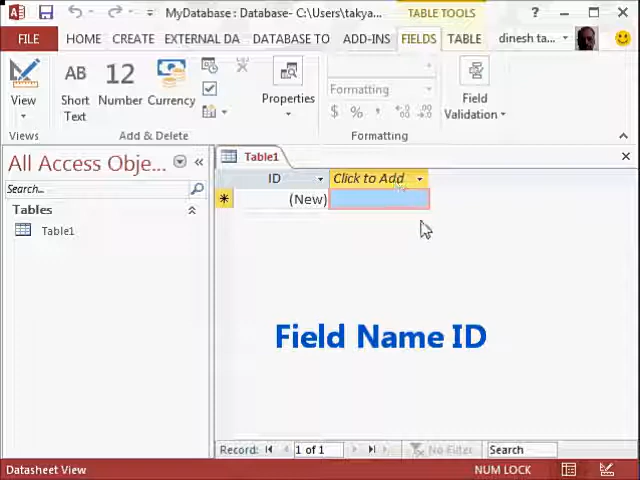 MyDatabase : Database- C:\Users\takya... TABLE TOOLS ?
FILE HOME CREATE EXTERNAL DA DATABASE TO ADD-INS FIELDS TABLE dinesh ta...
View
Views
AB Short Text
12 Number
Currency
Add & Delete
Properties
Formatting
$ % ,
Formatting
Field Validation
All Access Obje...
Search...
Tables
Table1
Table1
ID Click to Add
(New)
Field Name ID
Record: 1 of 1 No Filter Search
Datasheet View NUM LOCK